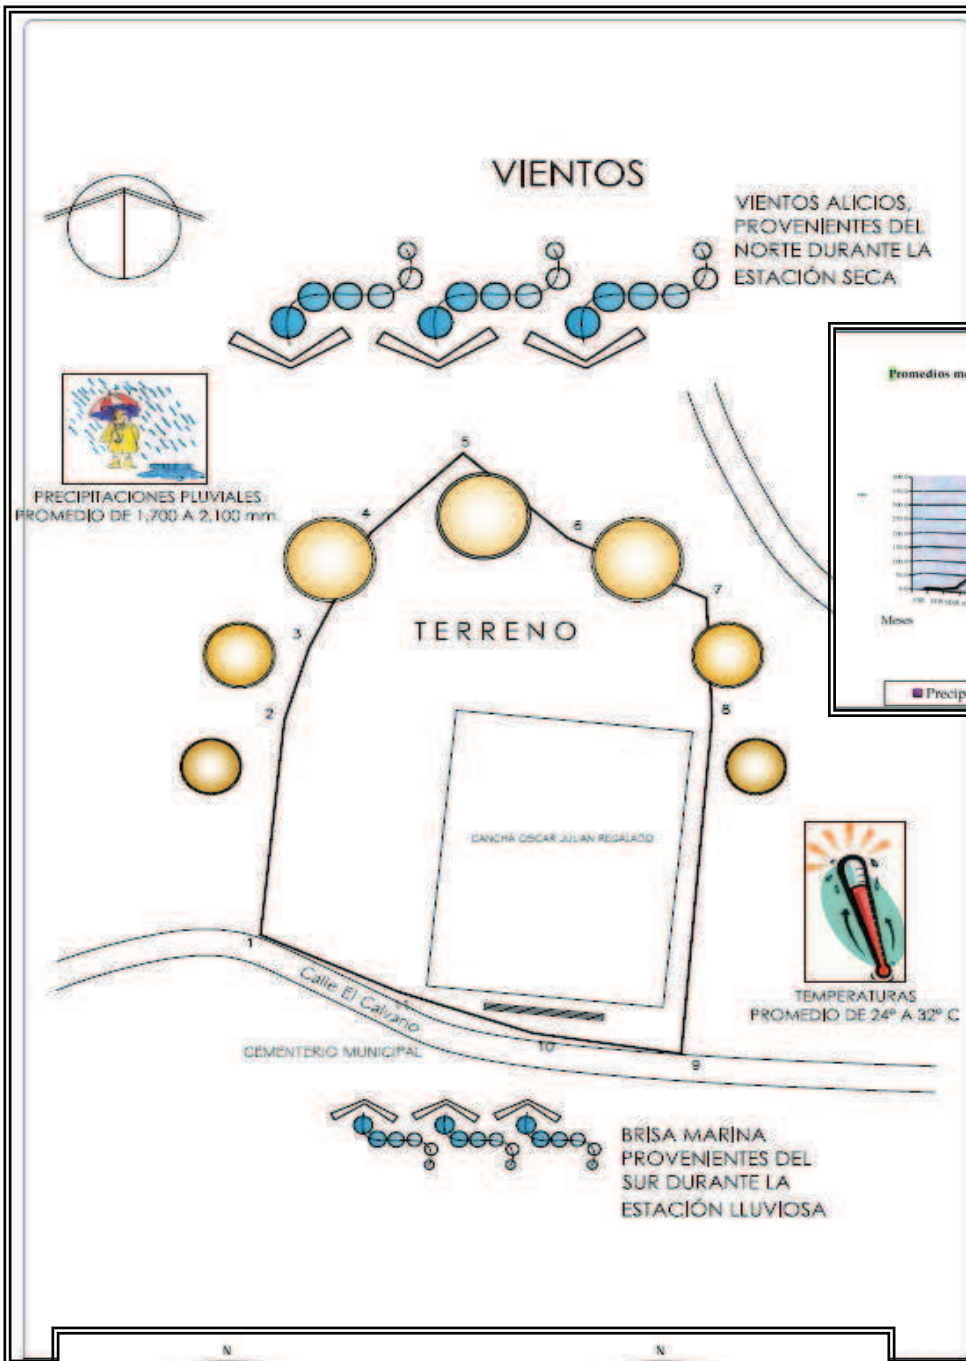 VIENTOS
VIENTOS ALICIOS,
PROVENIENTES DEL
NORTE DURANTE LA
ESTACIÓN SECA
Promedios
PRECIPITACIONES PLUVIALES
PROMEDIO DE 1,700 A 2,100 mm
5
4
6
7
3
TERRENO
2
8
Meses
CANCHA OSCAR JULIAN REGALADO
1
Calle El Calvario
CEMENTERIO MUNICIPAL
10
9
TEMPERATURAS
PROMEDIO DE 24° A 32° C
BRISA MARINA
PROVENIENTES DEL
SUR DURANTE LA
ESTACIÓN LLUVIOSA
N
N